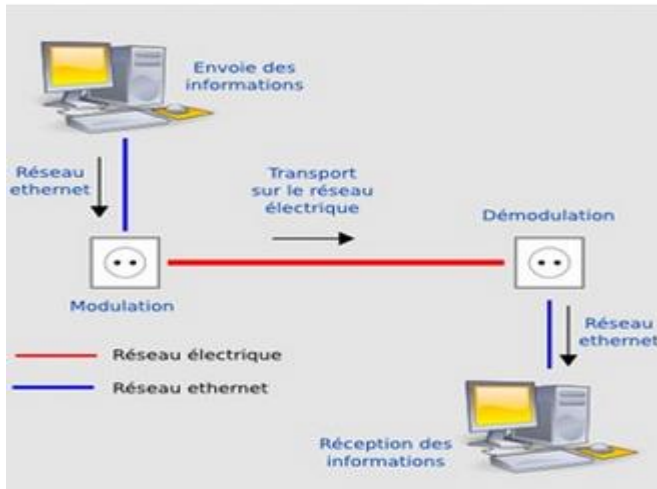 Envoie des
informations
Réseau
ethernet
Transport
sur le réseau
électrique
Démodulation
Modulation
Réseau
ethernet
Réseau électrique
Réseau ethernet
Réception des
informations